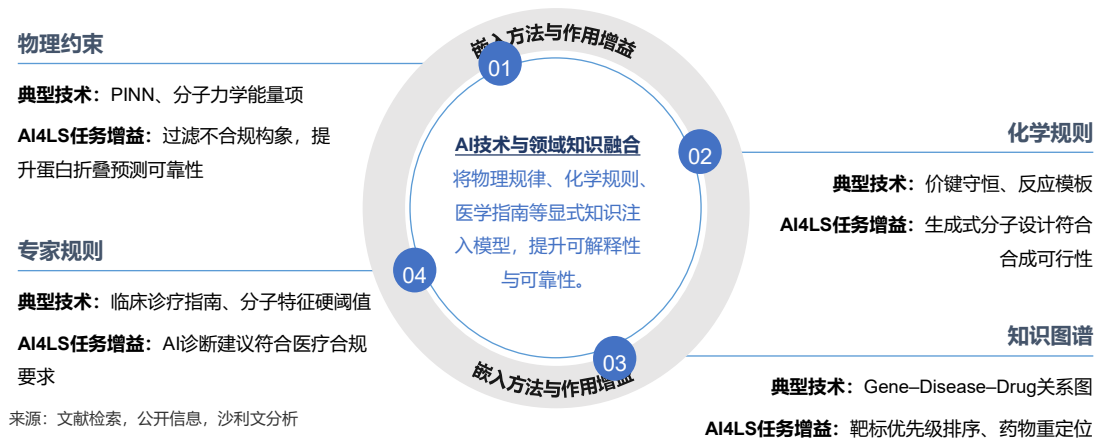 嵌入方法与作用增益
物理约束
典型技术：PINN、分子力学能量项
AI4LS任务增益：过滤不合规构象，提
升蛋白折叠预测可靠性
01
02
化学规则
典型技术：价键守恒、反应模板
AI4LS任务增益：生成式分子设计符合
合成可行性
AI技术与领域知识融合
将物理规律、化学规则、
医学指南等显式知识注
入模型，提升可解释性
与可靠性。
专家规则
典型技术：临床诊疗指南、分子特征硬阈值
AI4LS任务增益：AI诊断建议符合医疗合规
要求
04
03
知识图谱
典型技术：Gene–Disease–Drug关系图
AI4LS任务增益：靶标优先级排序、药物重定位
嵌入方法与作用增益
来源：文献检索，公开信息，沙利文分析